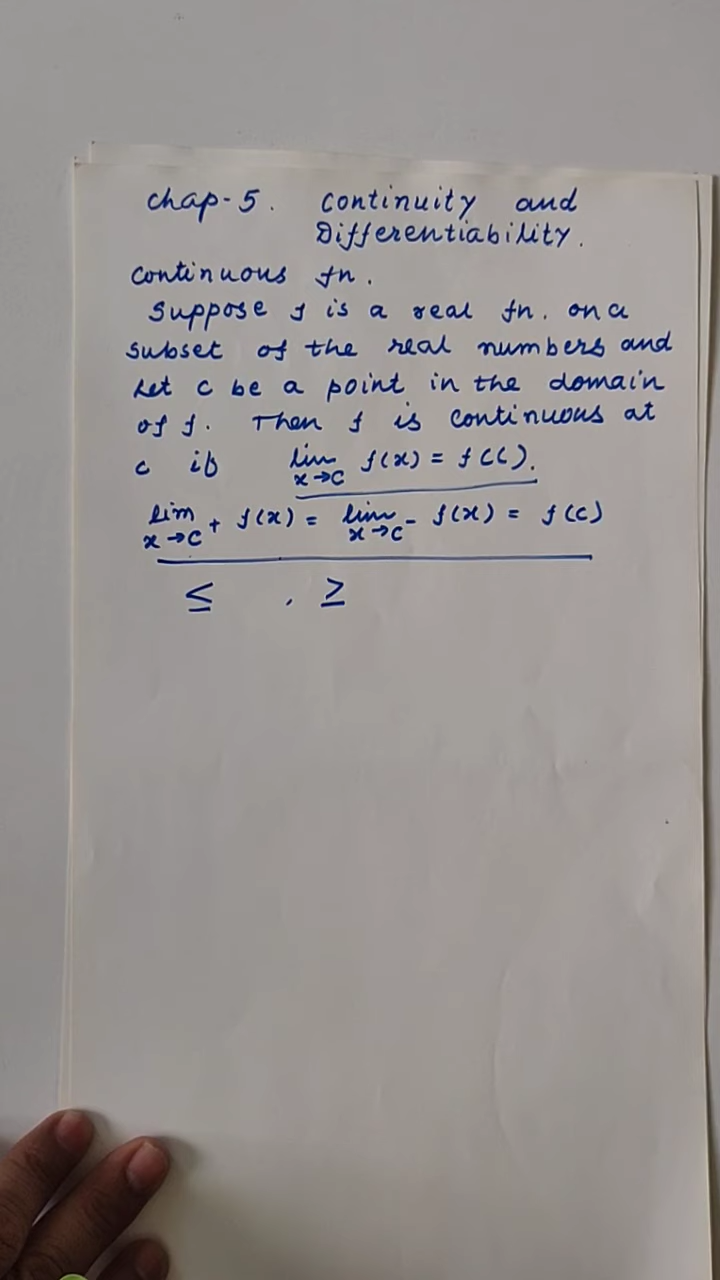 Chap-5. Continuity and
Differentiability.
Continuous fn.
Suppose f is a real fn. on a
subset of the real numbers and
let c be a point in the domain
of f. Then f is continuous at
c if lim x→c f(x) = f(c).
lim x→c+ f(x) = lim x→c- f(x) = f(c)
≤ , ≥